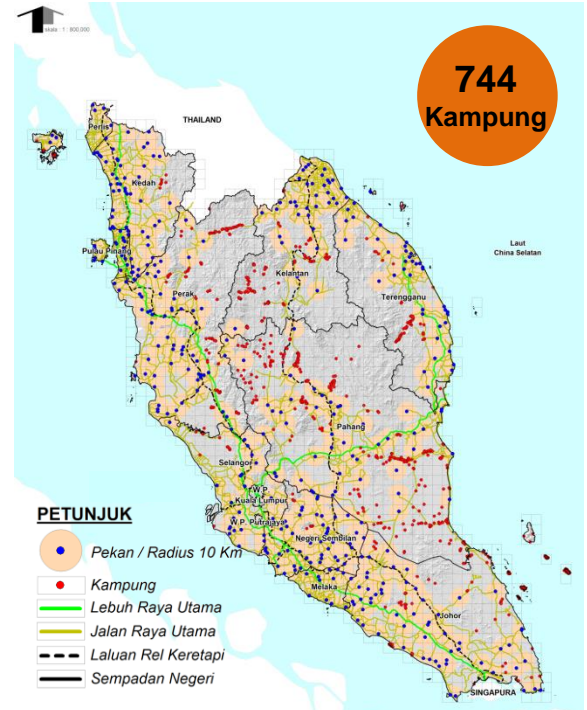 skala : 1 : 800,000
744
Kampung
THAILAND
Perlis
Kedah
Pulau Pinang
Laut
China Selatan
Kelantan
Perak
Terengganu
Pahang
Selangor
W.P.
Kuala Lumpur
W.P. Putrajaya
Negeri Sembilan
Melaka
Johor
SINGAPURA
PETUNJUK
Pekan / Radius 10 Km
Kampung
Lebuh Raya Utama
Jalan Raya Utama
Laluan Rel Keretapi
Sempadan Negeri